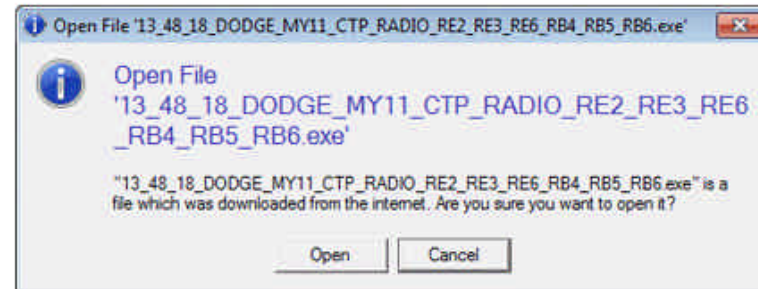 Open File '13_48_18_DODGE_MY11_CTP_RADIO_RE2_RE3_RE6_RB4_RB5_RB6.exe'
Open File
'13_48_18_DODGE_MY11_CTP_RADIO_RE2_RE3_RE6
_RB4_RB5_RB6.exe'
"13_48_18_DODGE_MY11_CTP_RADIO_RE2_RE3_RE6_RB4_RB5_RB6.exe" is a
file which was downloaded from the internet. Are you sure you want to open it?
Open
Cancel